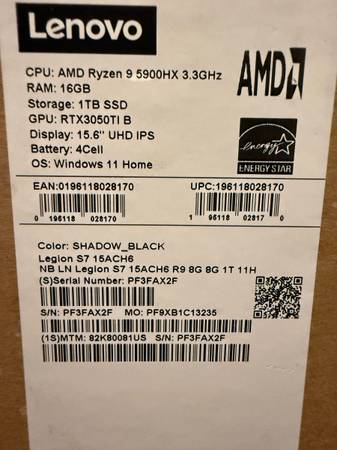 Lenovo
CPU: AMD Ryzen 9 5900HX 3.3GHz
RAM: 16GB
Storage: 1TB SSD
GPU: RTX3050TI B
Display: 15.6" UHD IPS
Battery: 4Cell
OS: Windows 11 Home
AMD
energy
ENERGY STAR
EAN:0196118028170
UPC:196118028170
0 196118 028170
1 96118 02817 0
Color: SHADOW_BLACK
Legion S7 15ACH6
NB LN Legion S7 15ACH6 R9 8G 8G 1T 11H
(S)Serial Number: PF3FAX2F
S/N: PF3FAX2F MO: PF9XB1C13235
(1S)MTM: 82K80081US S/N: PF3FAX2F